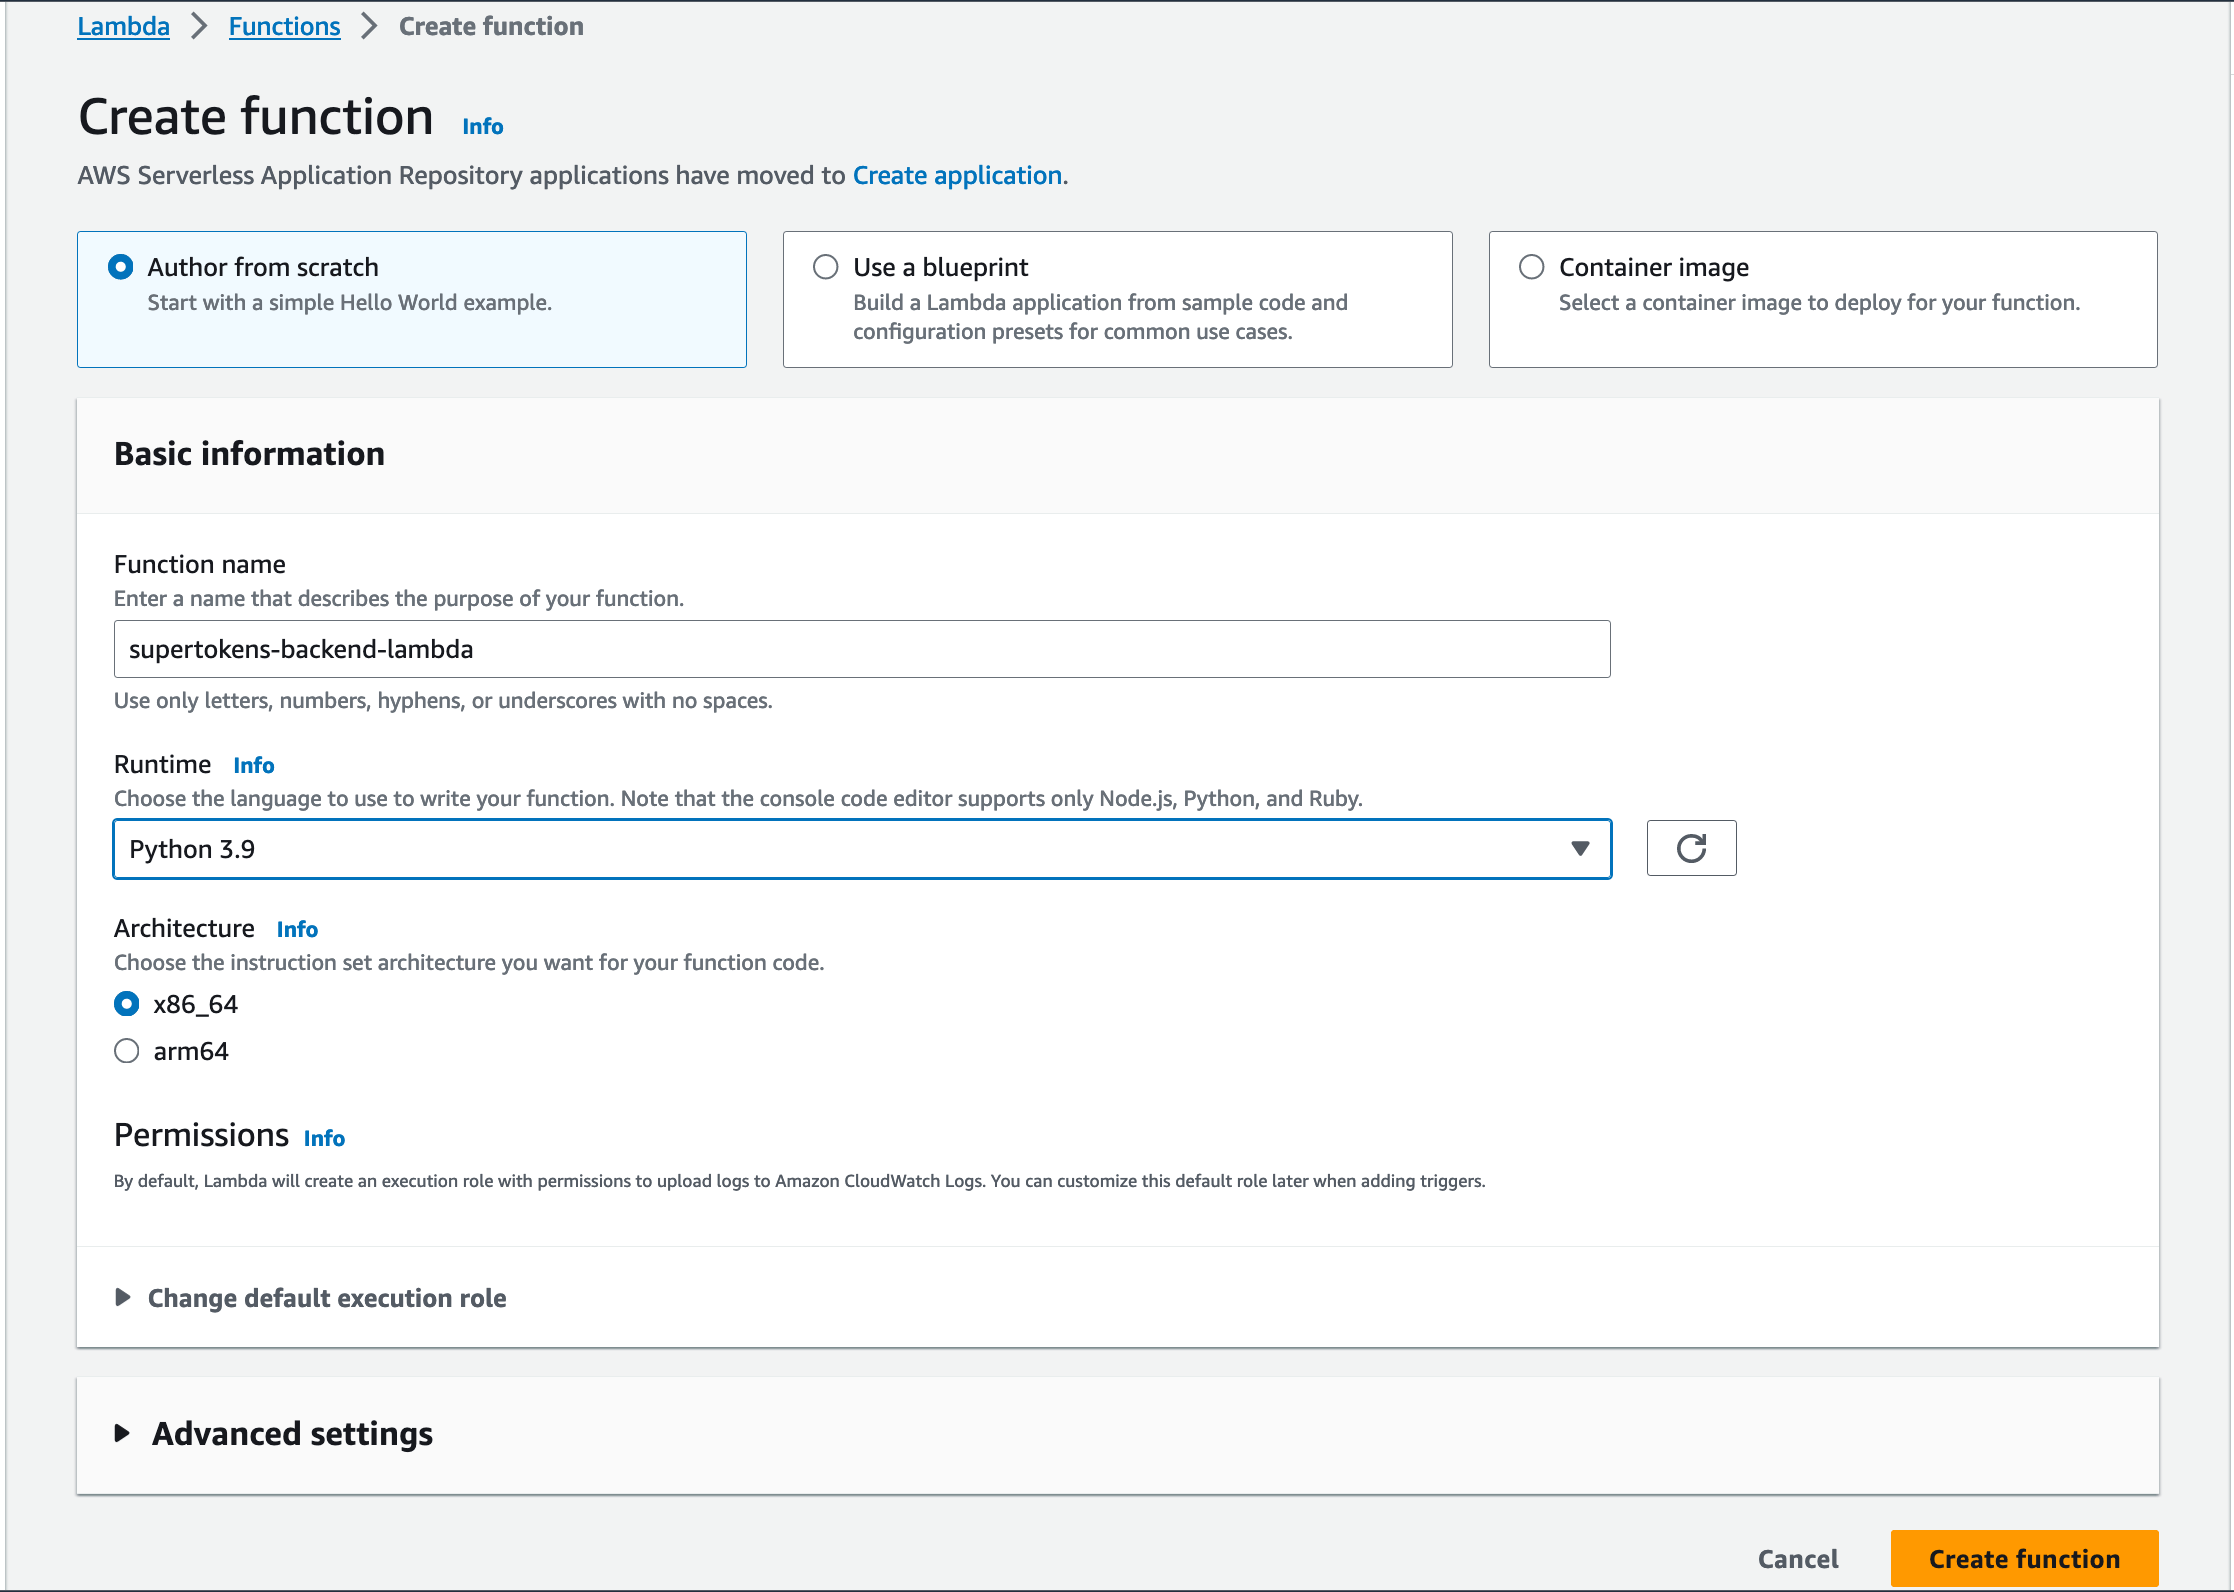 Lambda > Functions > Create function
Create function Info
AWS Serverless Application Repository applications have moved to Create application.
Author from scratch
Start with a simple Hello World example.
Use a blueprint
Build a Lambda application from sample code and
configuration presets for common use cases.
Container image
Select a container image to deploy for your function.
Basic information
Function name
Enter a name that describes the purpose of your function.
supertokens-backend-lambda
Use only letters, numbers, hyphens, or underscores with no spaces.
Runtime Info
Choose the language to use to write your function. Note that the console code editor supports only Node.js, Python, and Ruby.
Python 3.9
Architecture Info
Choose the instruction set architecture you want for your function code.
x86_64
arm64
Permissions Info
By default, Lambda will create an execution role with permissions to upload logs to Amazon CloudWatch Logs. You can customize this default role later when adding triggers.
Change default execution role
Advanced settings
Cancel
Create function